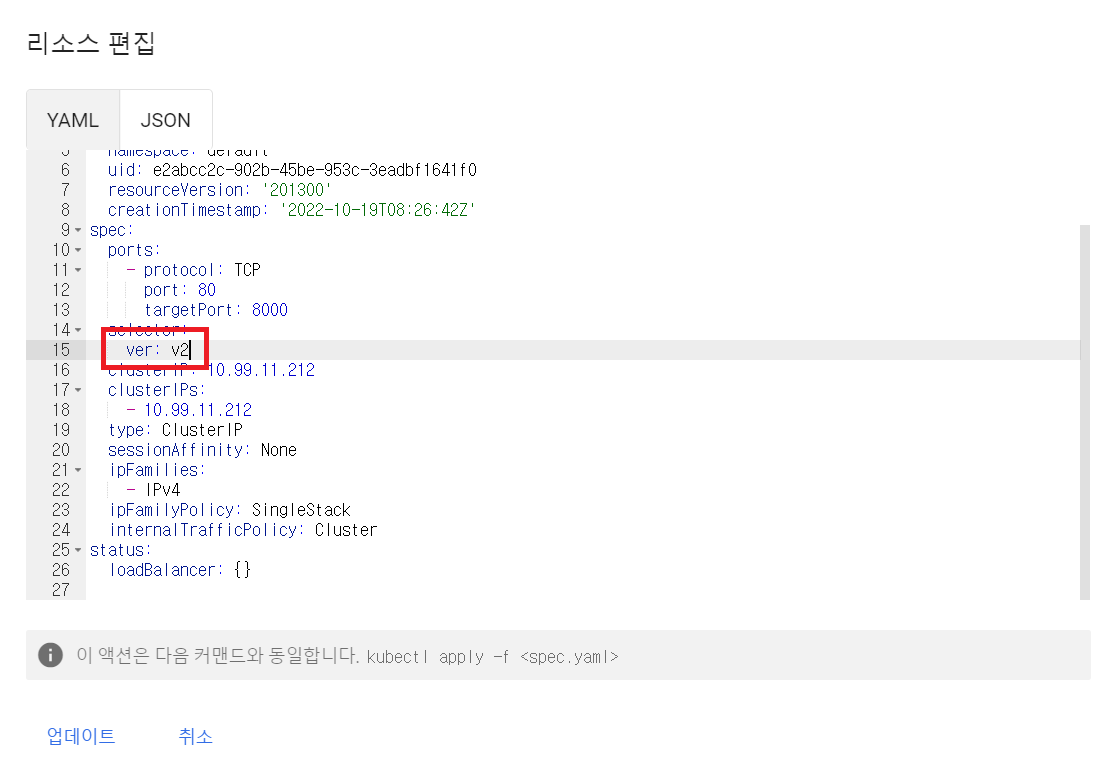 리소스 편집
YAML JSON
5 namespace: default
6 uid: e2abcc2c-902b-45be-953c-3eadbf1641f0
7 resourceVersion: '201300'
8 creationTimestamp: '2022-10-19T08:26:42Z'
9 spec:
10 ports:
11 - protocol: TCP
12 port: 80
13 targetPort: 8000
14 selector:
15 ver: v2
16 clusterIP: 10.99.11.212
17 clusterIPs:
18 - 10.99.11.212
19 type: ClusterIP
20 sessionAffinity: None
21 ipFamilies:
22 - IPv4
23 ipFamilyPolicy: SingleStack
24 internalTrafficPolicy: Cluster
25 status:
26 loadBalancer: {}
27
이 액션은 다음 커맨드와 동일합니다. kubectl apply -f <spec.yaml>
업데이트 취소